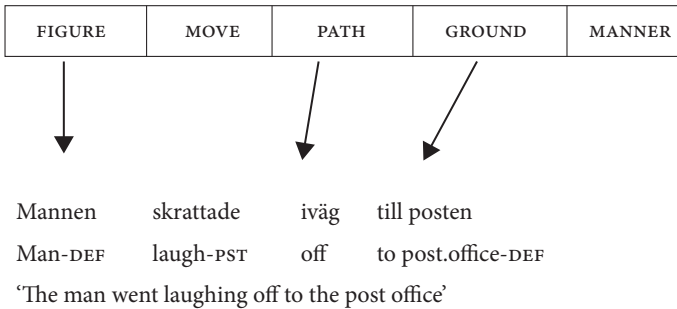 FIGURE MOVE PATH GROUND MANNER
Mannen skrattade iväg till posten
Man-DEF laugh-PST off to post.office-DEF
‘The man went laughing off to the post office’